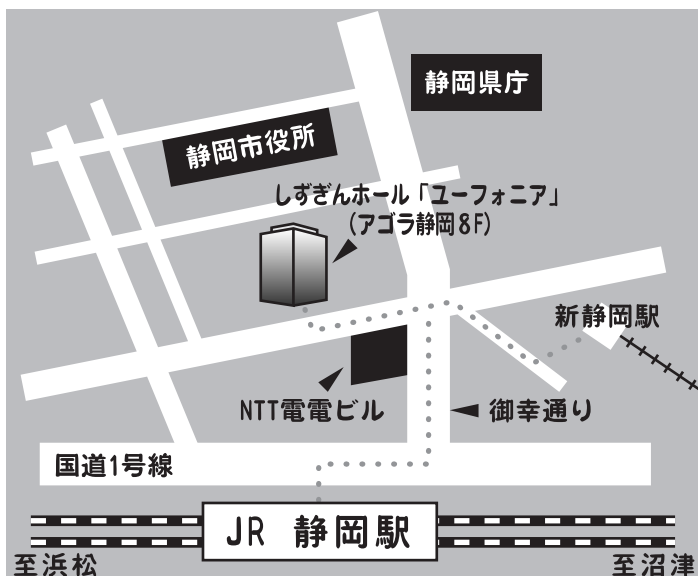 静岡県庁
静岡市役所
しずぎんホール「ユーフォニア」
（アゴラ静岡8F）
新静岡駅
NTT電電ビル
御幸通り
国道1号線
JR 静岡駅
至浜松
至沼津